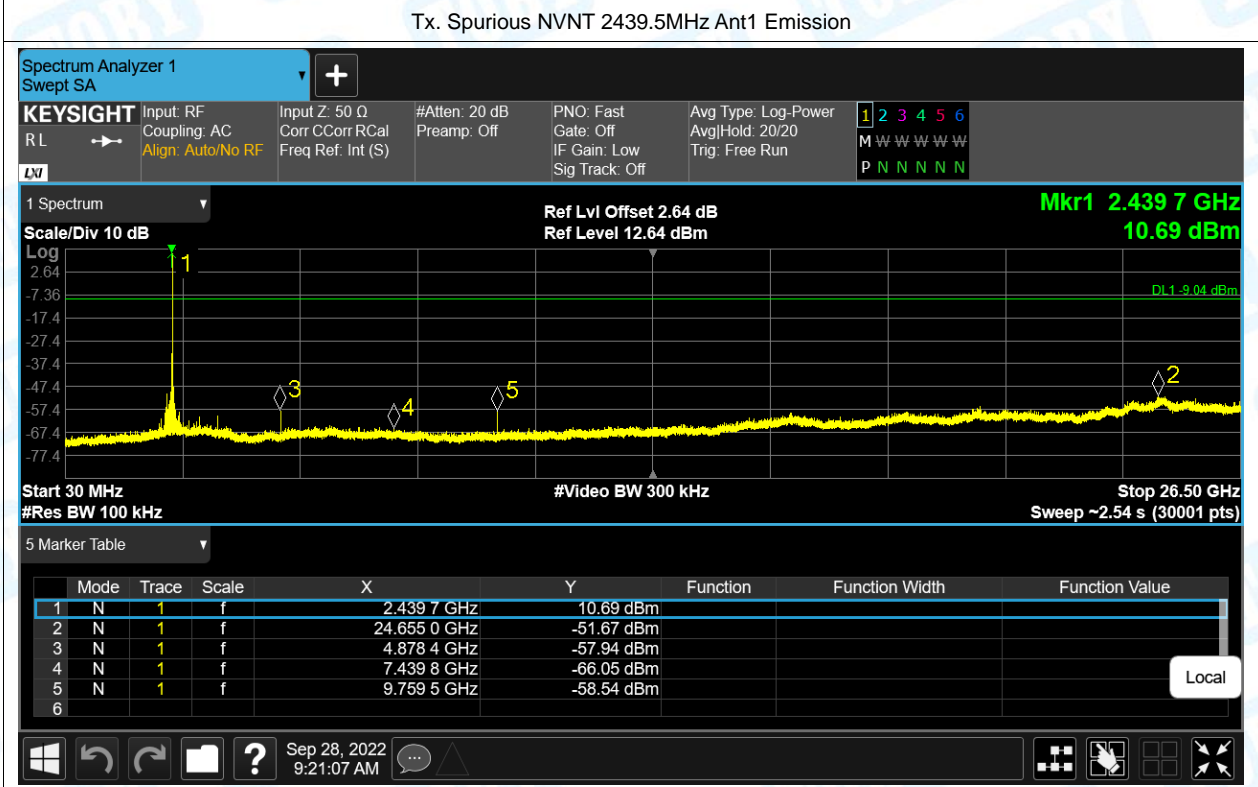 Tx. Spurious NVNT 2439.5MHz Ant1 Emission
Spectrum Analyzer 1
Swept SA
+
KEYSIGHT
R L
LXI
Input: RF
Coupling: AC
Align: Auto/No RF
Input Z: 50 Ω
Corr CCorr RCal
Freq Ref: Int (S)
#Atten: 20 dB
Preamp: Off
PNO: Fast
Gate: Off
IF Gain: Low
Sig Track: Off
Avg Type: Log-Power
Avg|Hold: 20/20
Trig: Free Run
1 2 3 4 5 6
M W W W W W
P N N N N N
1 Spectrum
Scale/Div 10 dB
Ref Lvl Offset 2.64 dB
Ref Level 12.64 dBm
Mkr1 2.439 7 GHz
10.69 dBm
Log
2.64
-7.36
-17.4
-27.4
-37.4
-47.4
-57.4
-67.4
-77.4
1
DL1 -9.04 dBm
3
4
5
2
Start 30 MHz
#Res BW 100 kHz
#Video BW 300 kHz
Stop 26.50 GHz
Sweep ~2.54 s (30001 pts)
5 Marker Table
Mode Trace Scale X Y Function Function Width Function Value
1 N 1 f 2.439 7 GHz 10.69 dBm
2 N 1 f 24.655 0 GHz -51.67 dBm
3 N 1 f 4.878 4 GHz -57.94 dBm
4 N 1 f 7.439 8 GHz -66.05 dBm
5 N 1 f 9.759 5 GHz -58.54 dBm
6
Local
?
Sep 28, 2022
9:21:07 AM